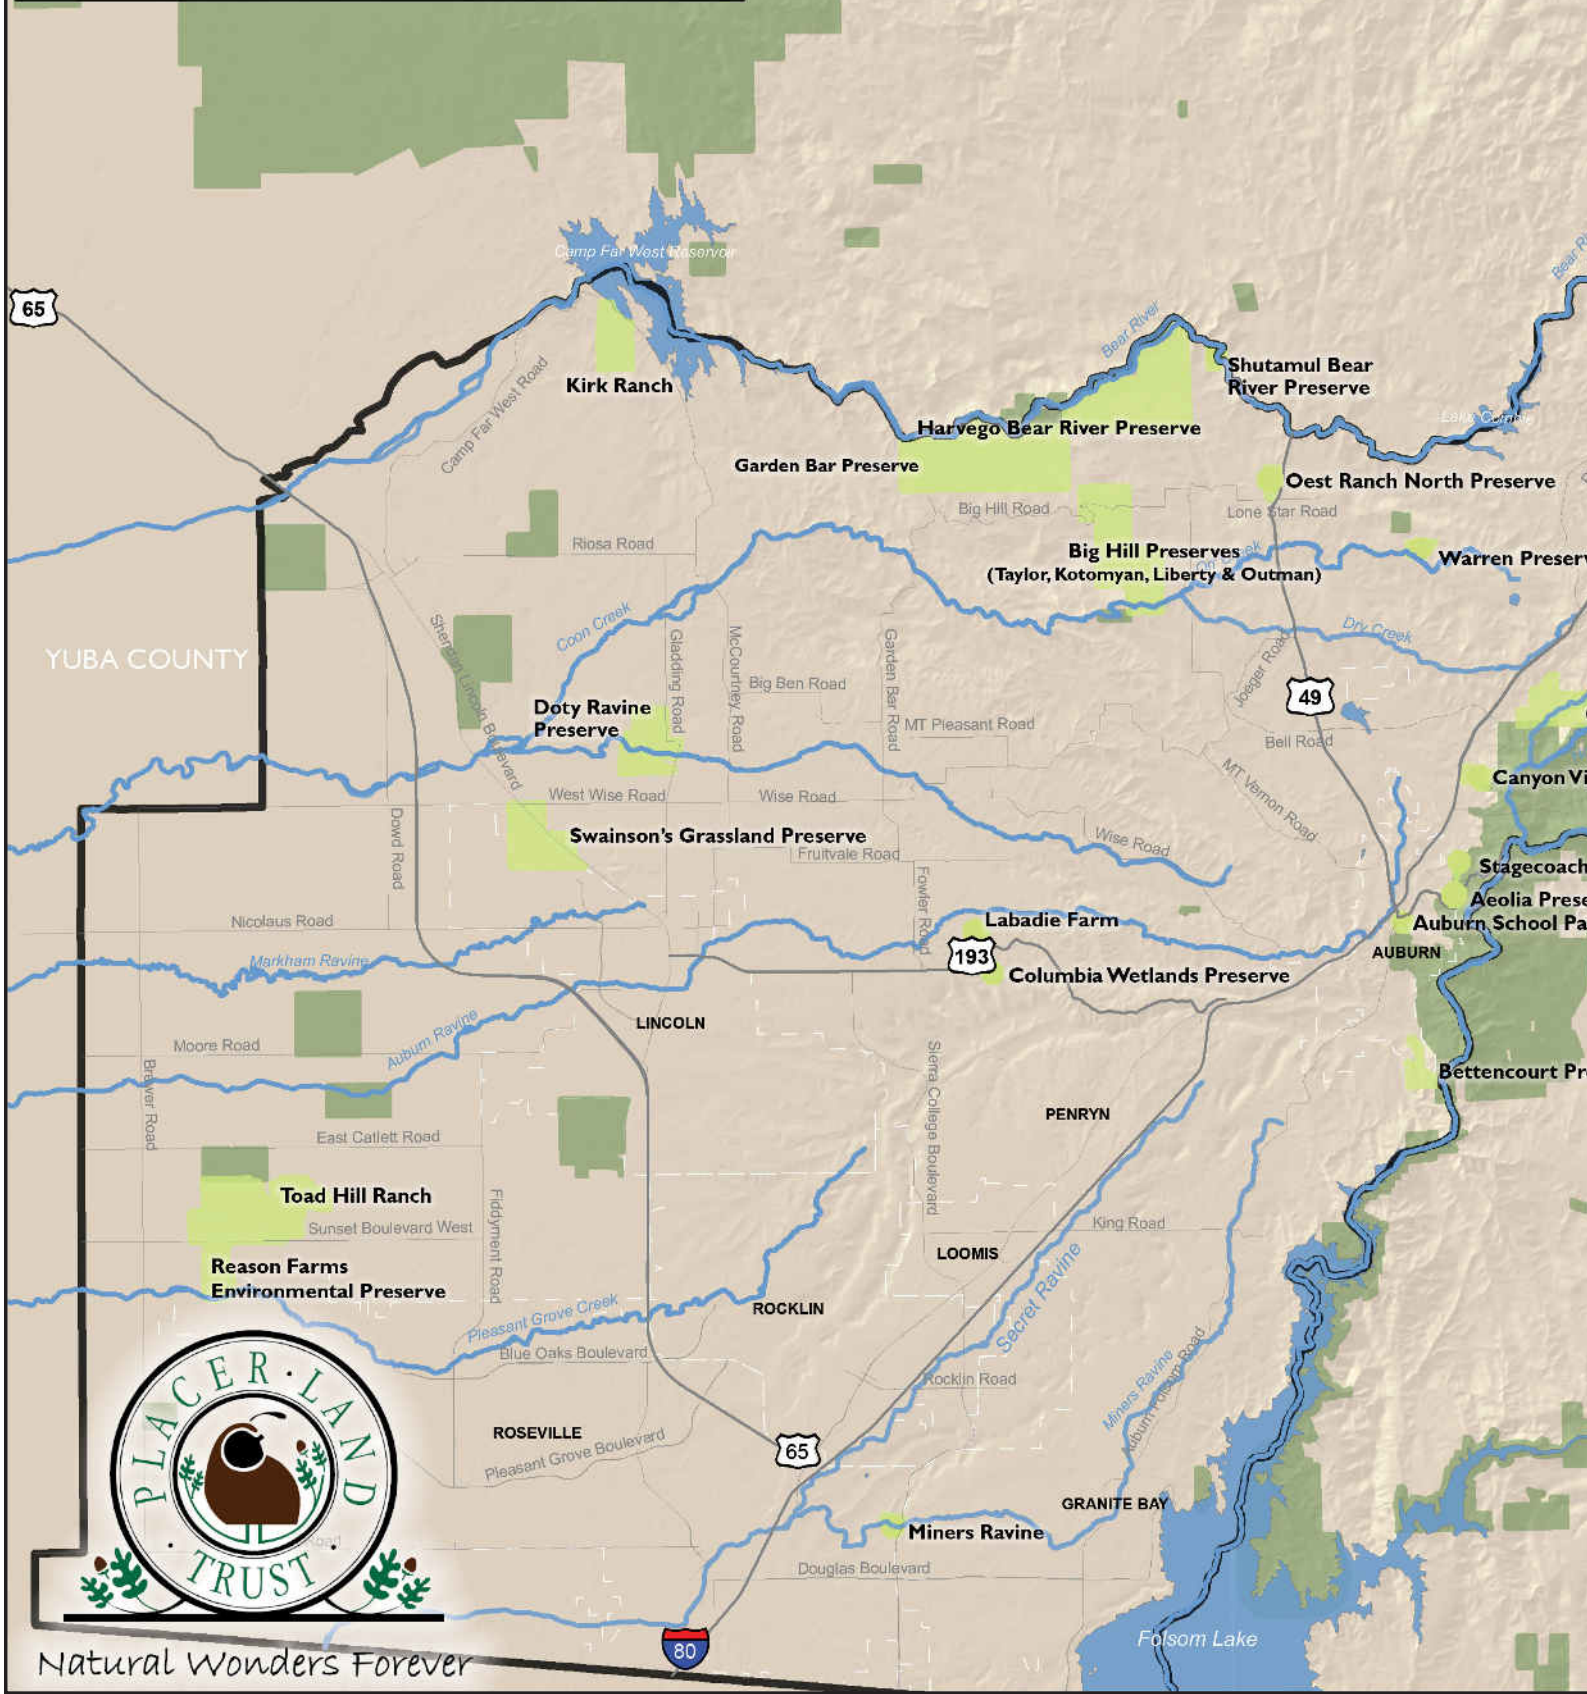 Camp Far West Reservoir
Bear R
65
Bear River
Shutamul Bear
River Preserve
Kirk Ranch
Camp Far West Road
Lake Combie
Harvego Bear River Preserve
Garden Bar Preserve
Oest Ranch North Preserve
Big Hill Road
Lone Star Road
Riosa Road
Big Hill Preserves
(Taylor, Kotomyan, Liberty & Outman)
Warren Preserv
Coon Creek
Dry Creek
YUBA COUNTY
Sheridan Lincoln Boulevard
Gladding Road
McCourtney Road
Garden Bar Road
Joeger Road
Big Ben Road
49
Doty Ravine
Preserve
MT Pleasant Road
Bell Road
MT Vernon Road
Canyon Vi
West Wise Road
Wise Road
Dowd Road
Swainson's Grassland Preserve
Wise Road
Fruitvale Road
Stagecoach
Fowler Road
Aeolia Prese
Nicolaus Road
Labadie Farm
Auburn School Pa
AUBURN
193
Markham Ravine
Columbia Wetlands Preserve
LINCOLN
Auburn Ravine
Moore Road
Brewer Road
Sierra College Boulevard
Bettencourt Pr
PENRYN
East Catlett Road
Toad Hill Ranch
Fiddyment Road
Sunset Boulevard West
King Road
LOOMIS
Secret Ravine
Reason Farms
Environmental Preserve
ROCKLIN
Pleasant Grove Creek
Blue Oaks Boulevard
Rocklin Road
Miners Ravine
Auburn Folsom Road
PLACER · LAND
· TRUST ·
ROSEVILLE
Pleasant Grove Boulevard
65
GRANITE BAY
Miners Ravine
Road
Douglas Boulevard
Folsom Lake
80
Natural Wonders Forever